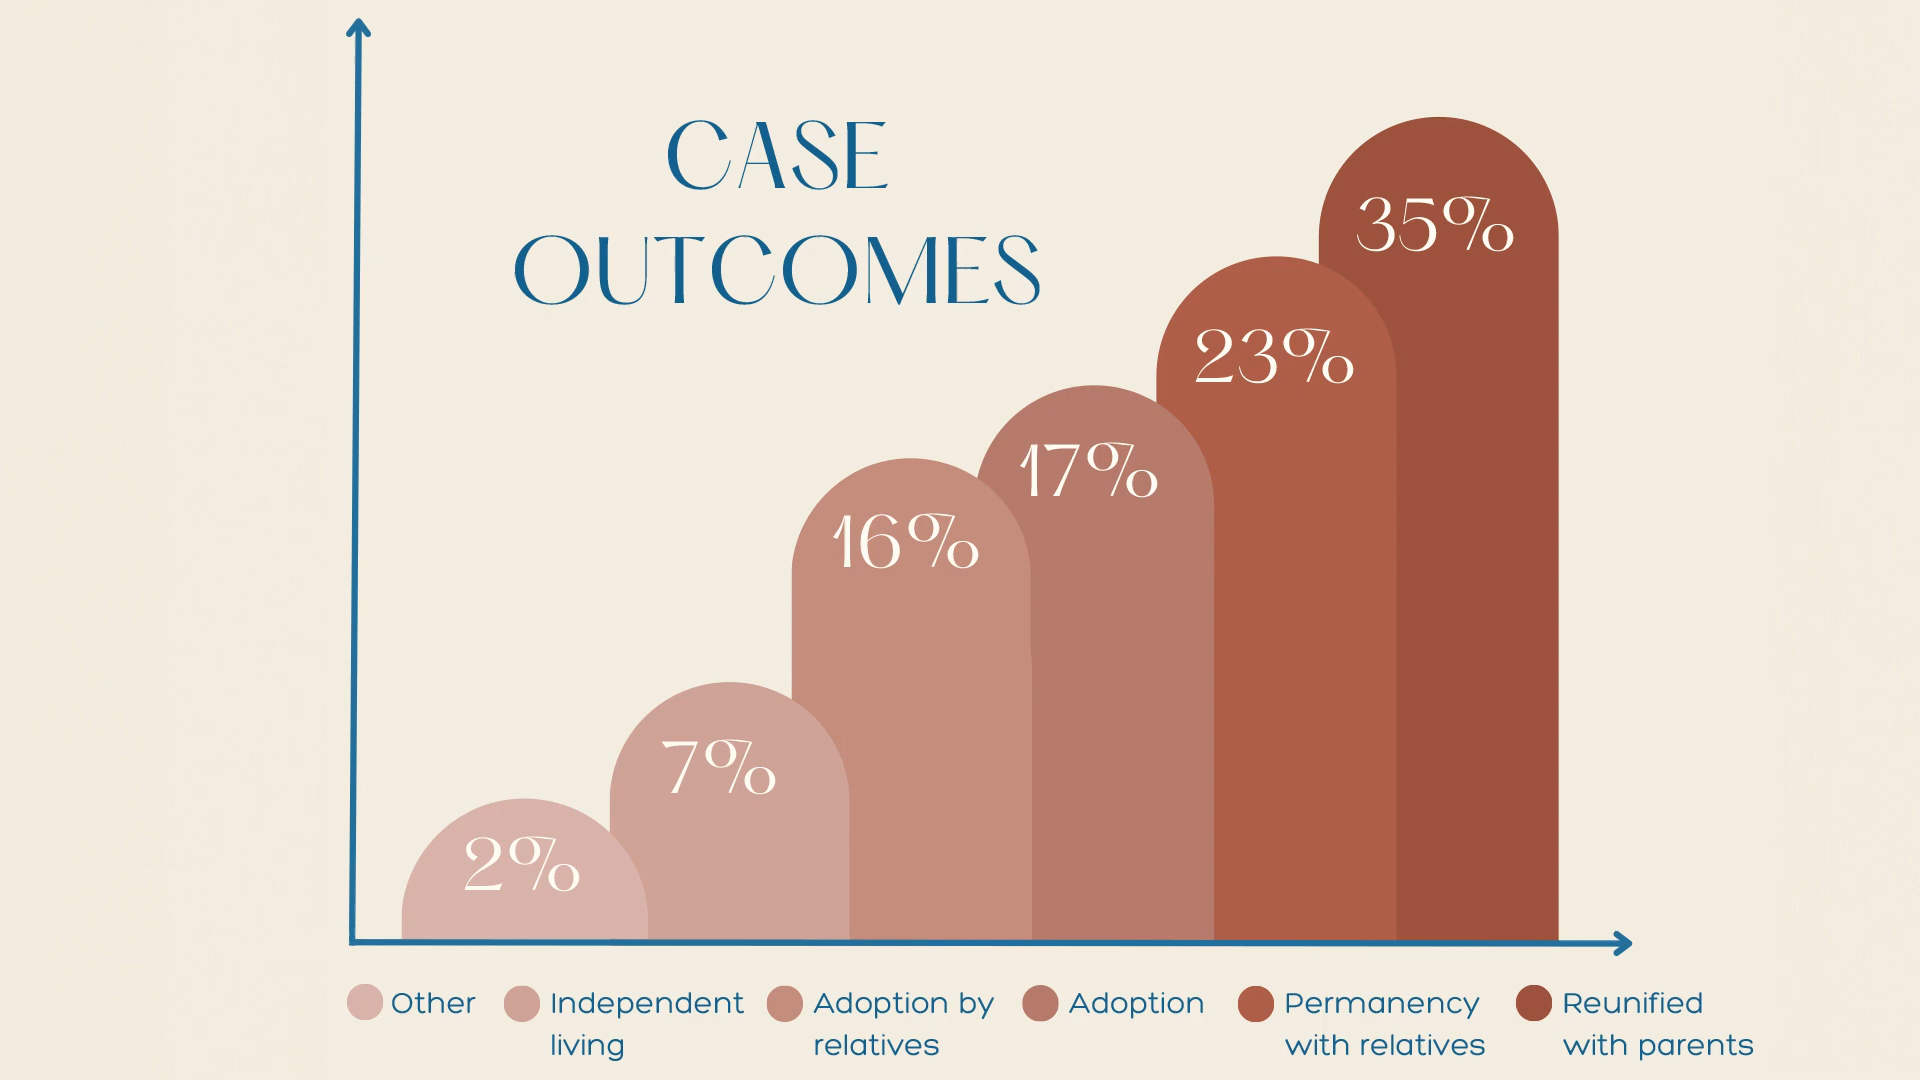 CASE
OUTCOMES
35%
23%
17%
16%
7%
2%
Other
Independent
living
Adoption by
relatives
Adoption
Permanency
with relatives
Reunified
with parents